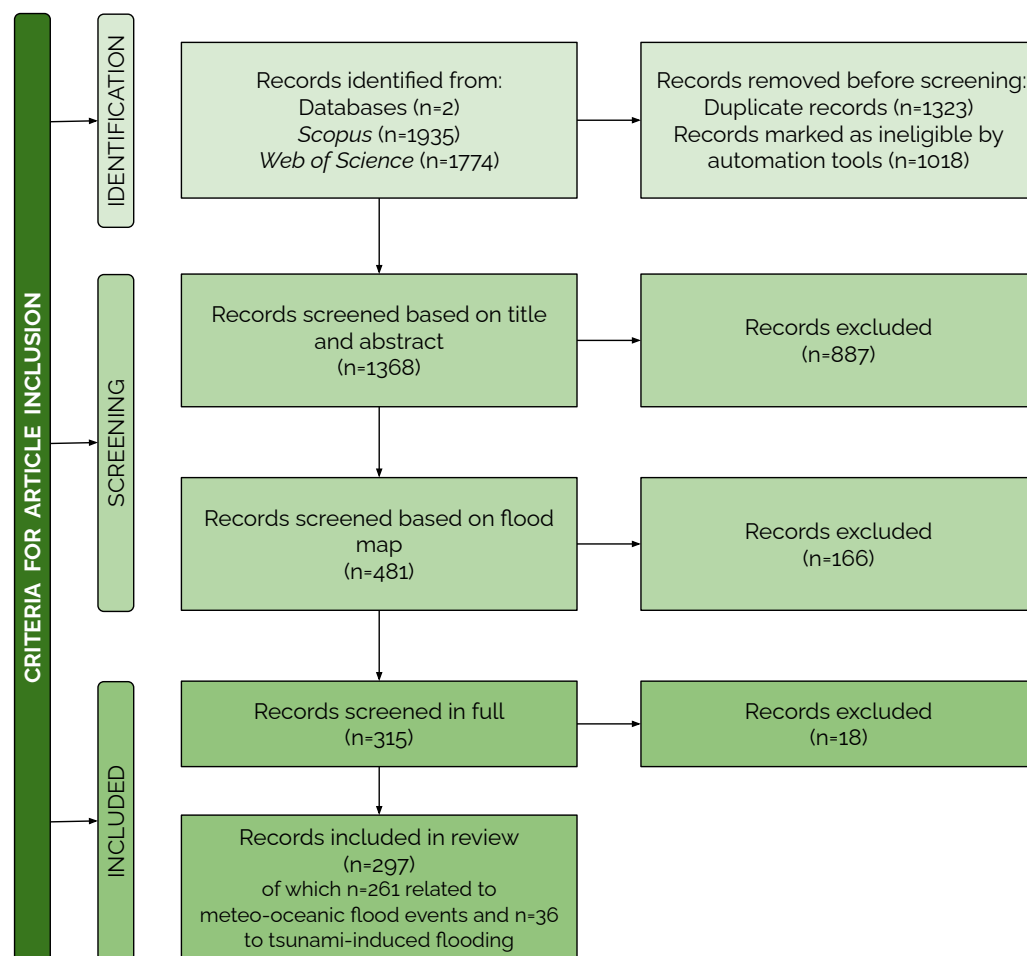 CRITERIA FOR ARTICLE INCLUSION
IDENTIFICATION
Records identified from:
Databases (n=2)
Scopus (n=1935)
Web of Science (n=1774)
Records removed before screening:
Duplicate records (n=1323)
Records marked as ineligible by
automation tools (n=1018)
SCREENING
Records screened based on title
and abstract
(n=1368)
Records excluded
(n=887)
Records screened based on flood
map
(n=481)
Records excluded
(n=166)
INCLUDED
Records screened in full
(n=315)
Records excluded
(n=18)
Records included in review
(n=297)
of which n=261 related to
meteo-oceanic flood events and n=36
to tsunami-induced flooding